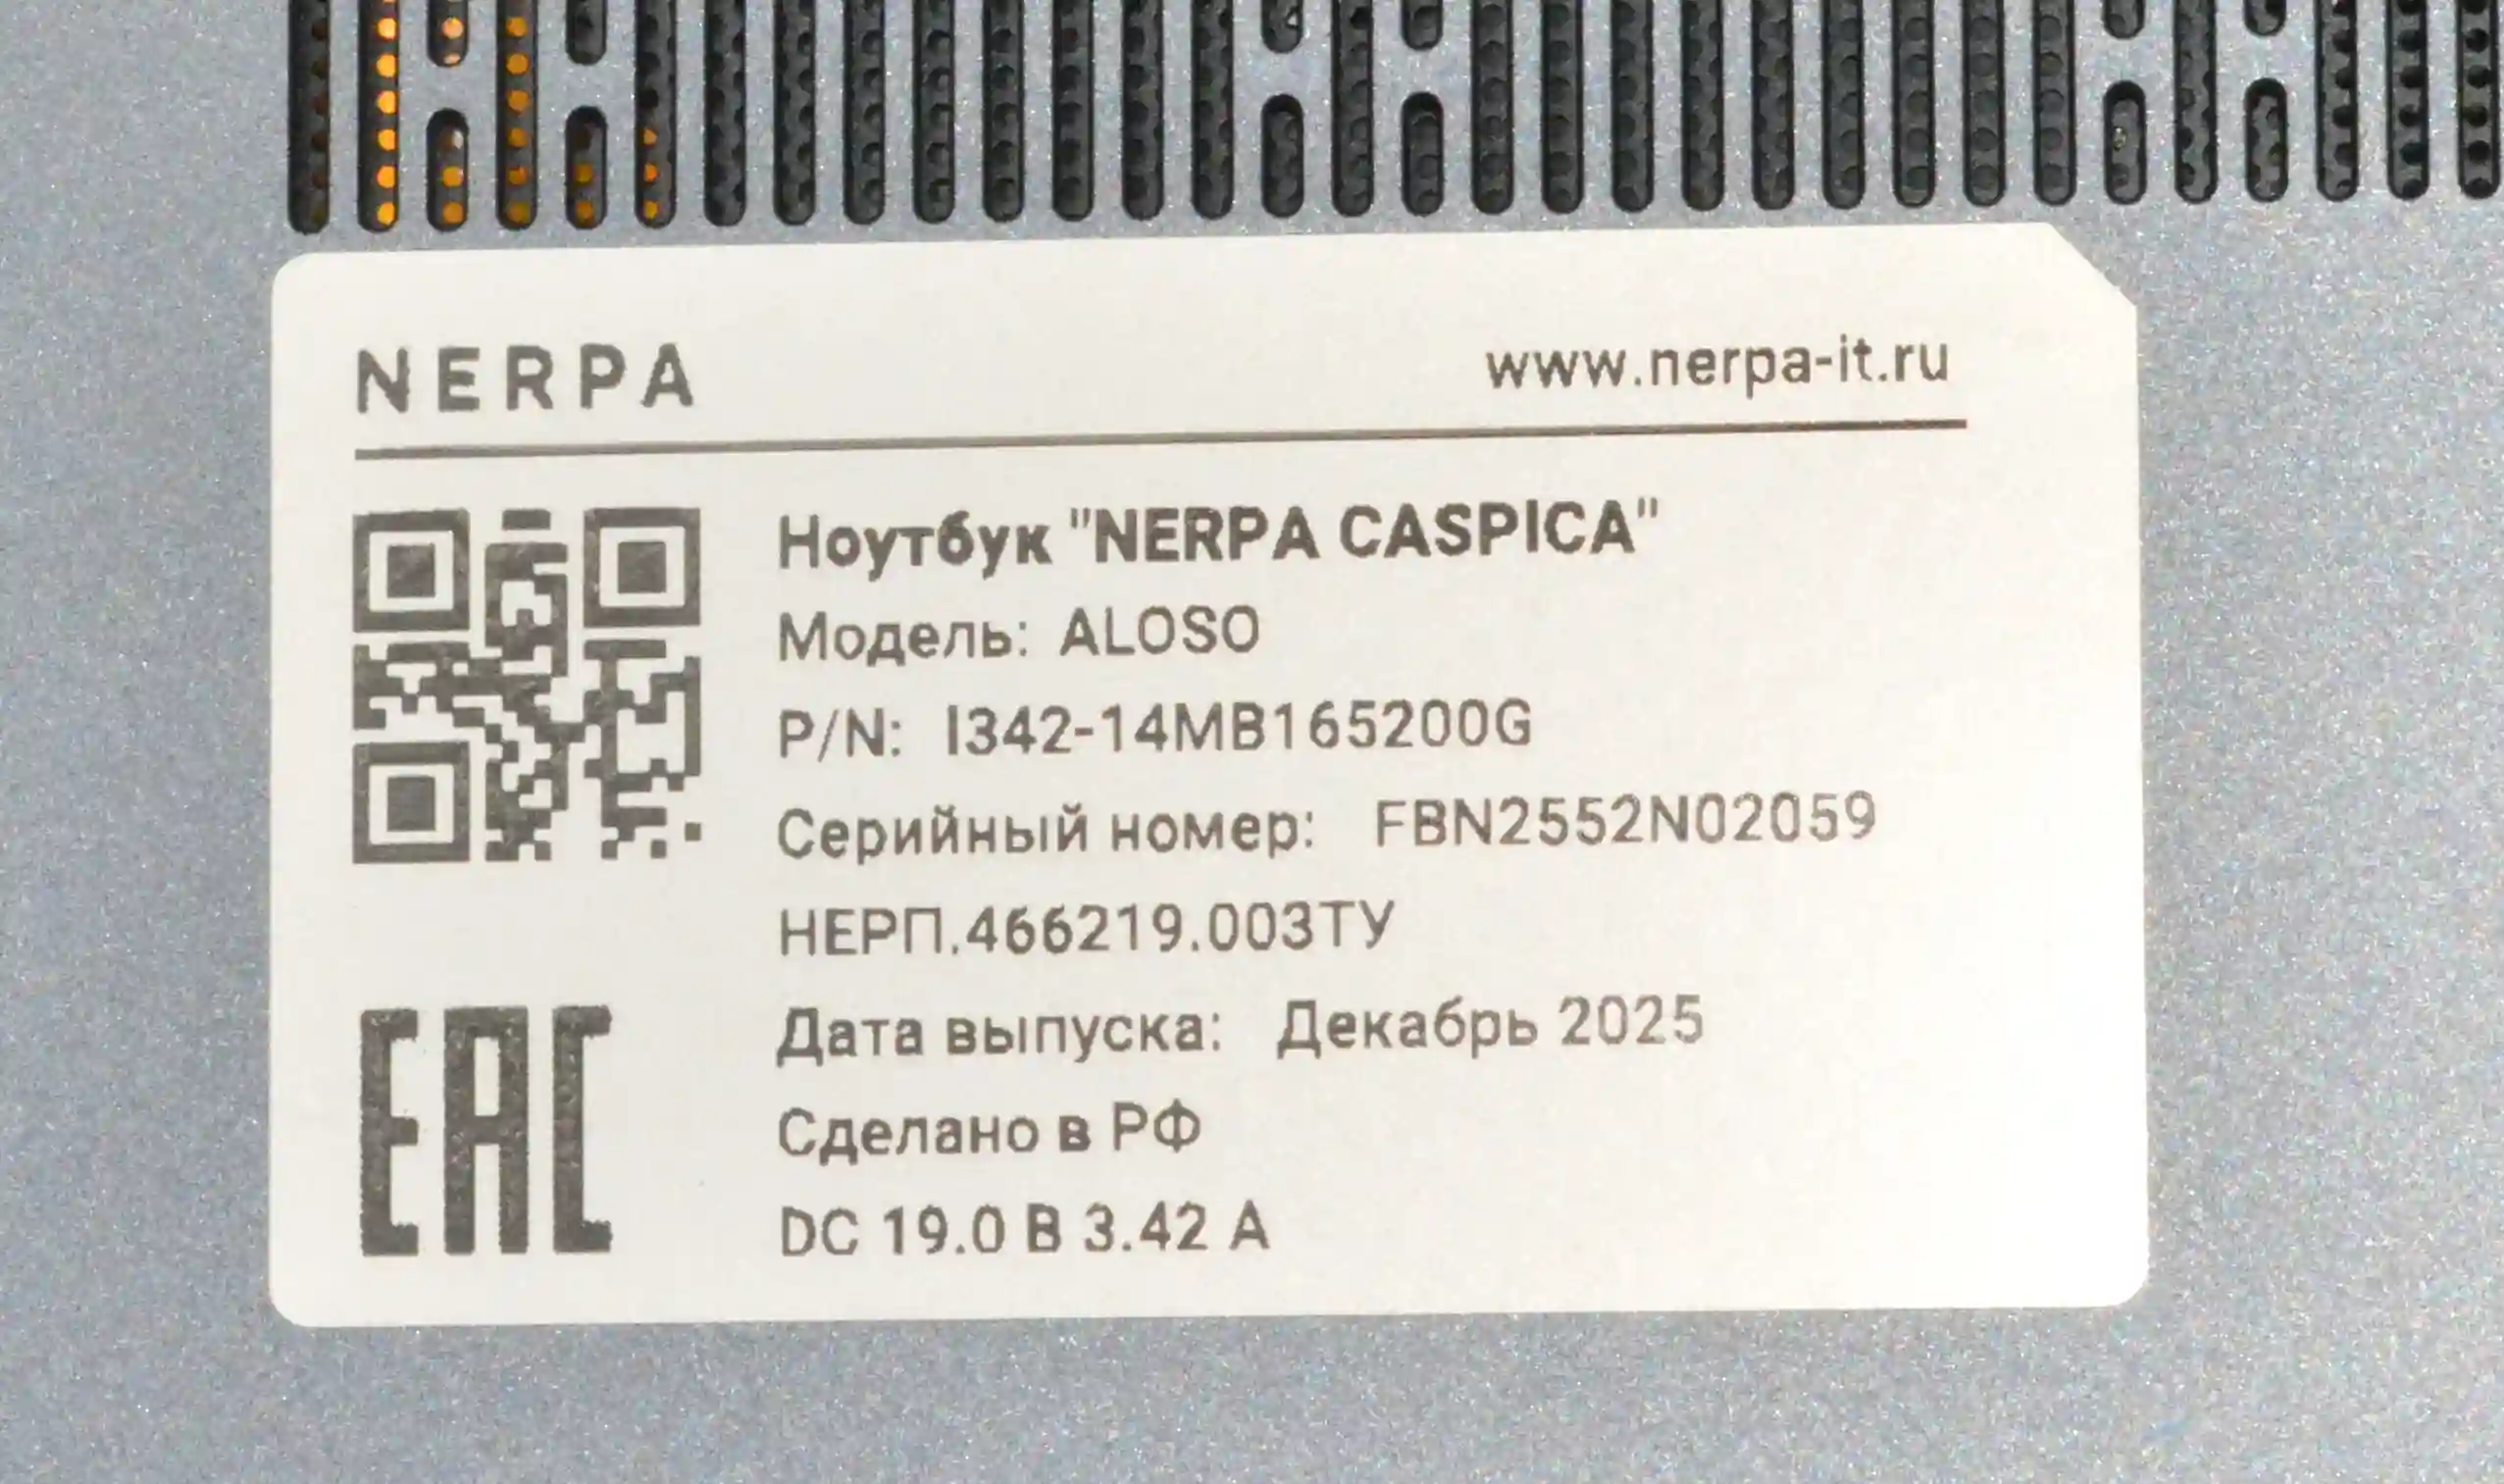 NERPA
www.nerpa-it.ru
Ноутбук "NERPA CASPICA"
Модель: ALOSO
P/N: I342-14MB165200G
Серийный номер: FBN2552N02059
НЕРП.466219.003ТУ
Дата выпуска: Декабрь 2025
Сделано в РФ
DC 19.0 В 3.42 А
EAC